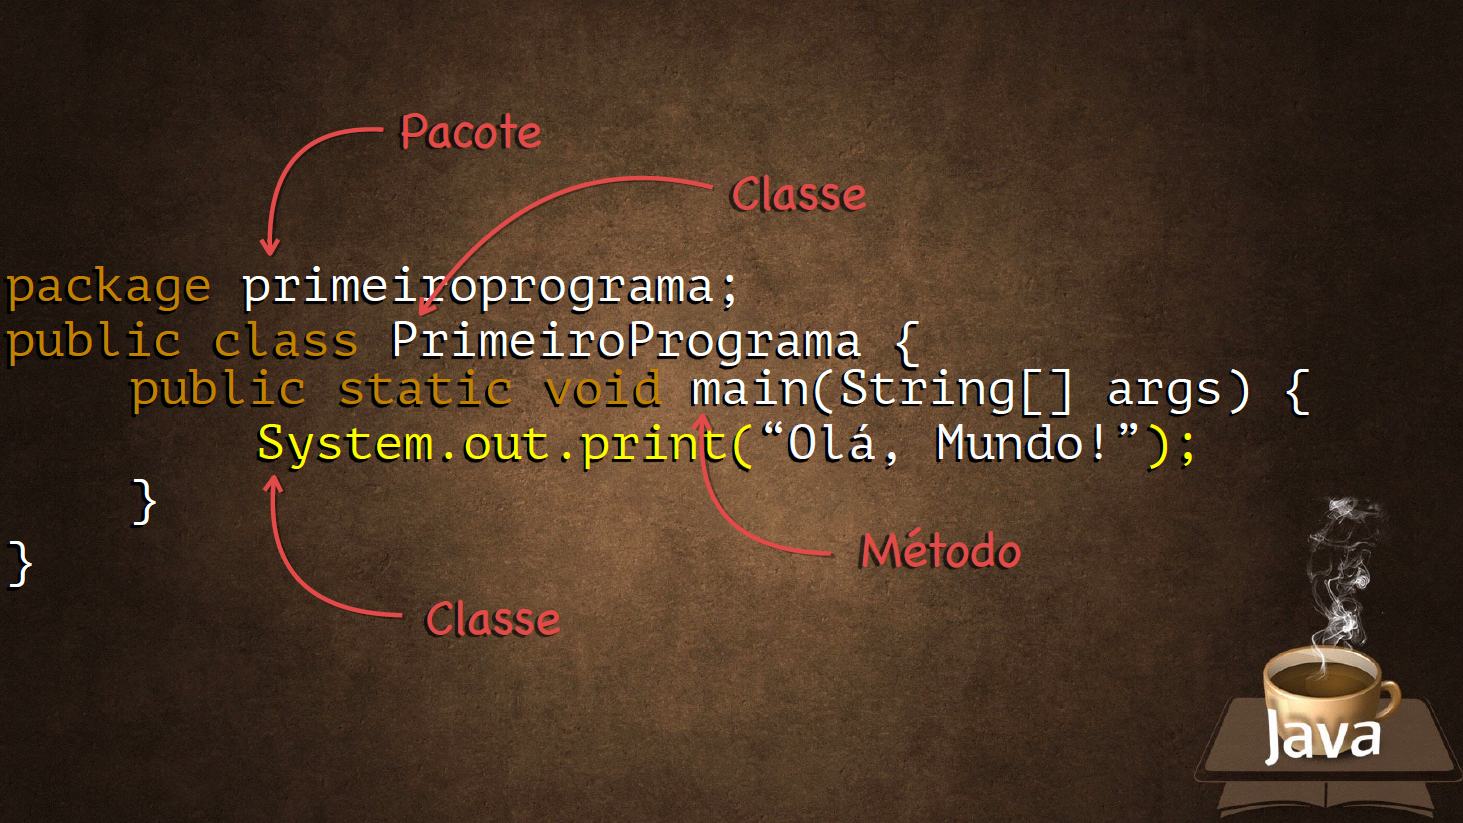 Pacote
Classe
package primeiroprograma;
public class PrimeiroPrograma {
public static void main(String[] args) {
System.out.print(“Olá, Mundo!”);
}
}
Método
Classe
Java